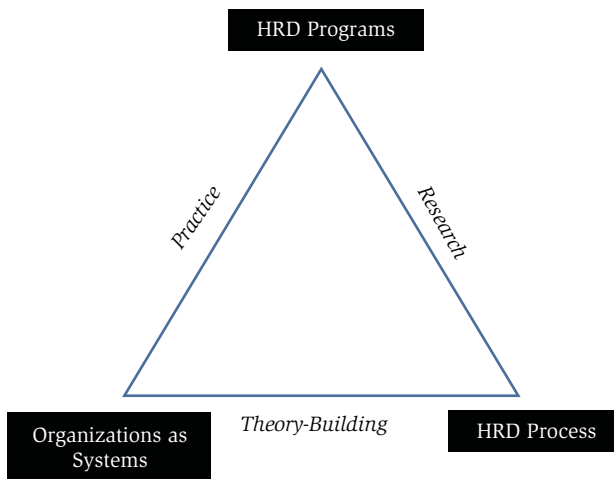 HRD Programs
Practice
Research
Theory-Building
Organizations as
Systems
HRD Process